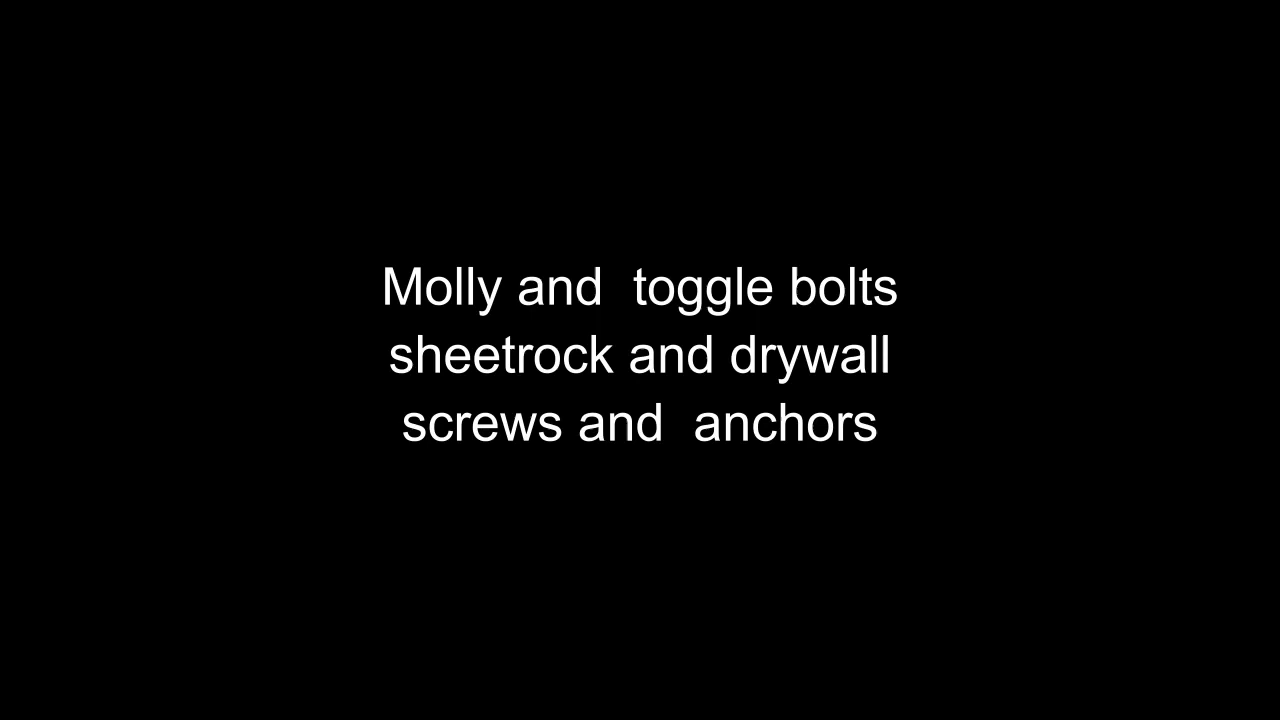 Molly and  toggle bolts
sheetrock and drywall
screws and  anchors